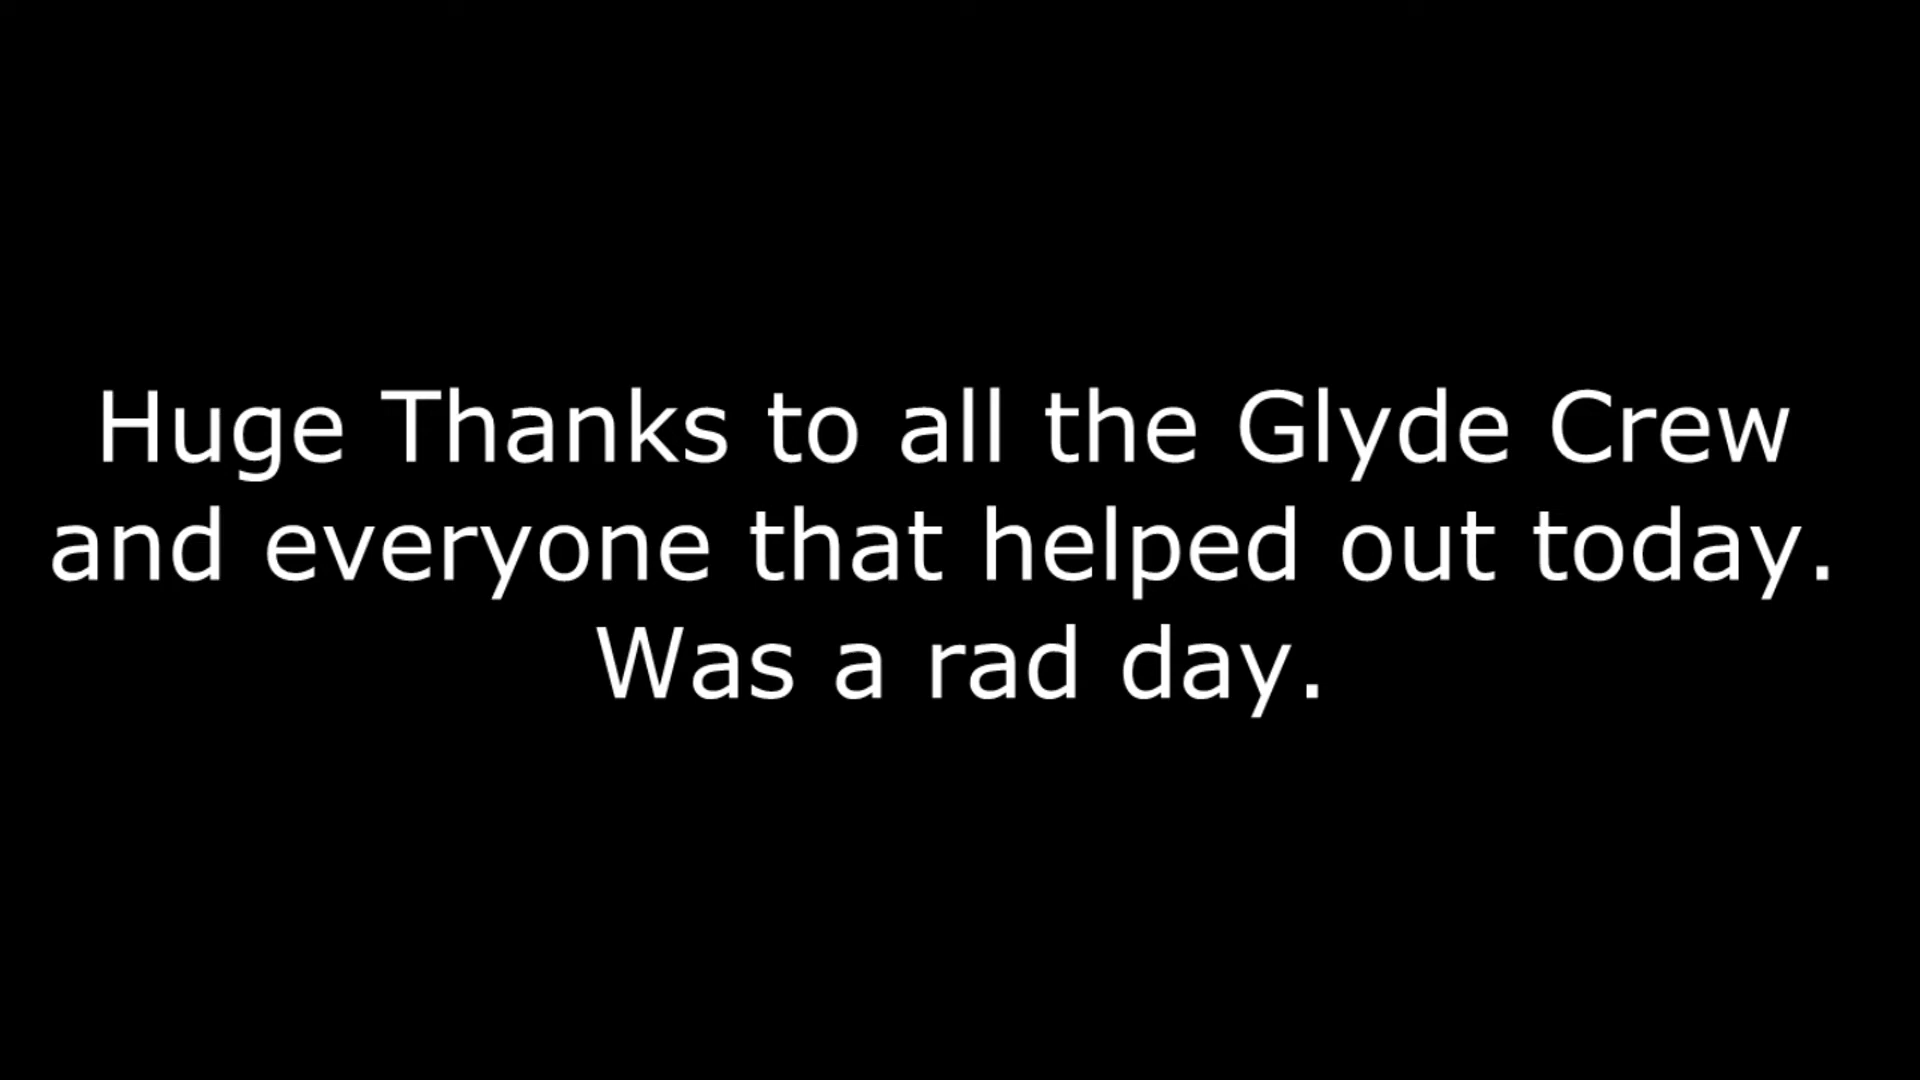 Huge Thanks to all the Glyde Crew
and everyone that helped out today.
Was a rad day.